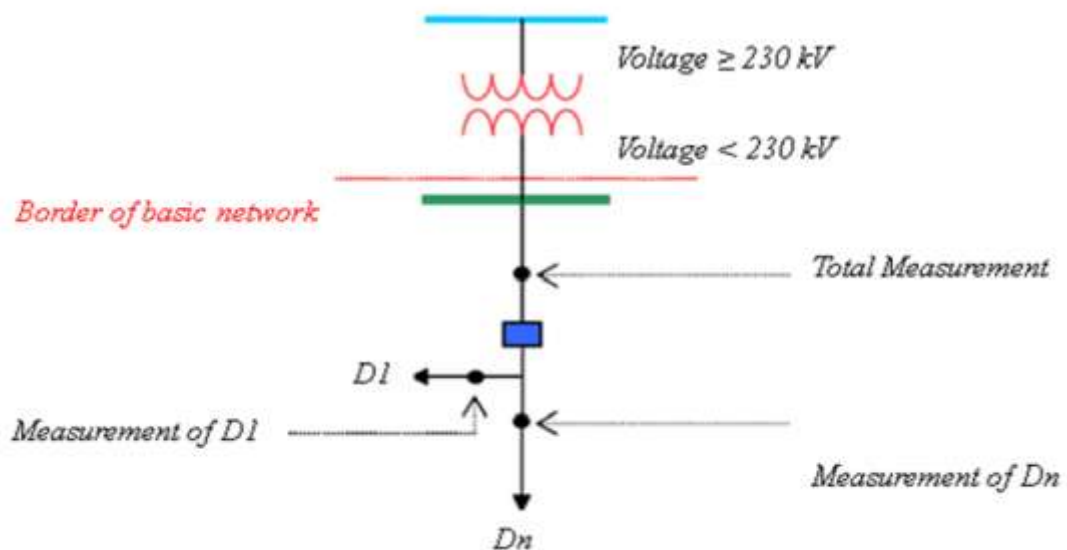 Voltage ≥ 230 kV
Voltage < 230 kV
Border of basic network
Total Measurement
D1
Measurement of D1
Measurement of Dn
Dn